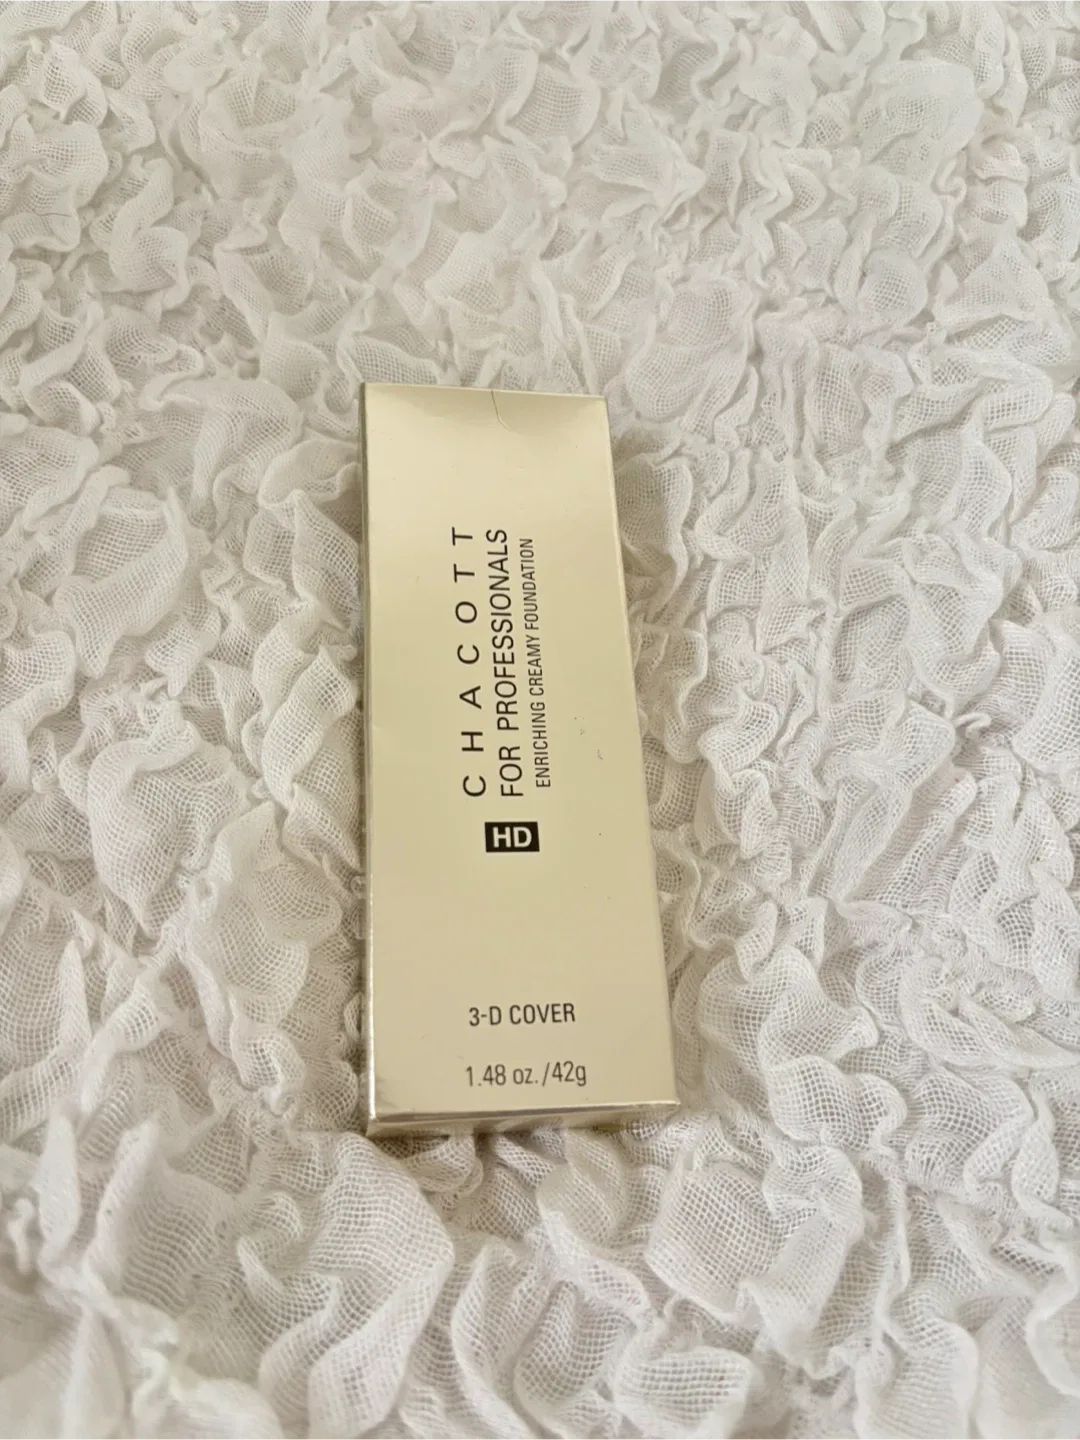 CHACOTT
FOR PROFESSIONALS
ENRICHING CREAMY FOUNDATION
HD
3-D COVER
1.48 oz./42g